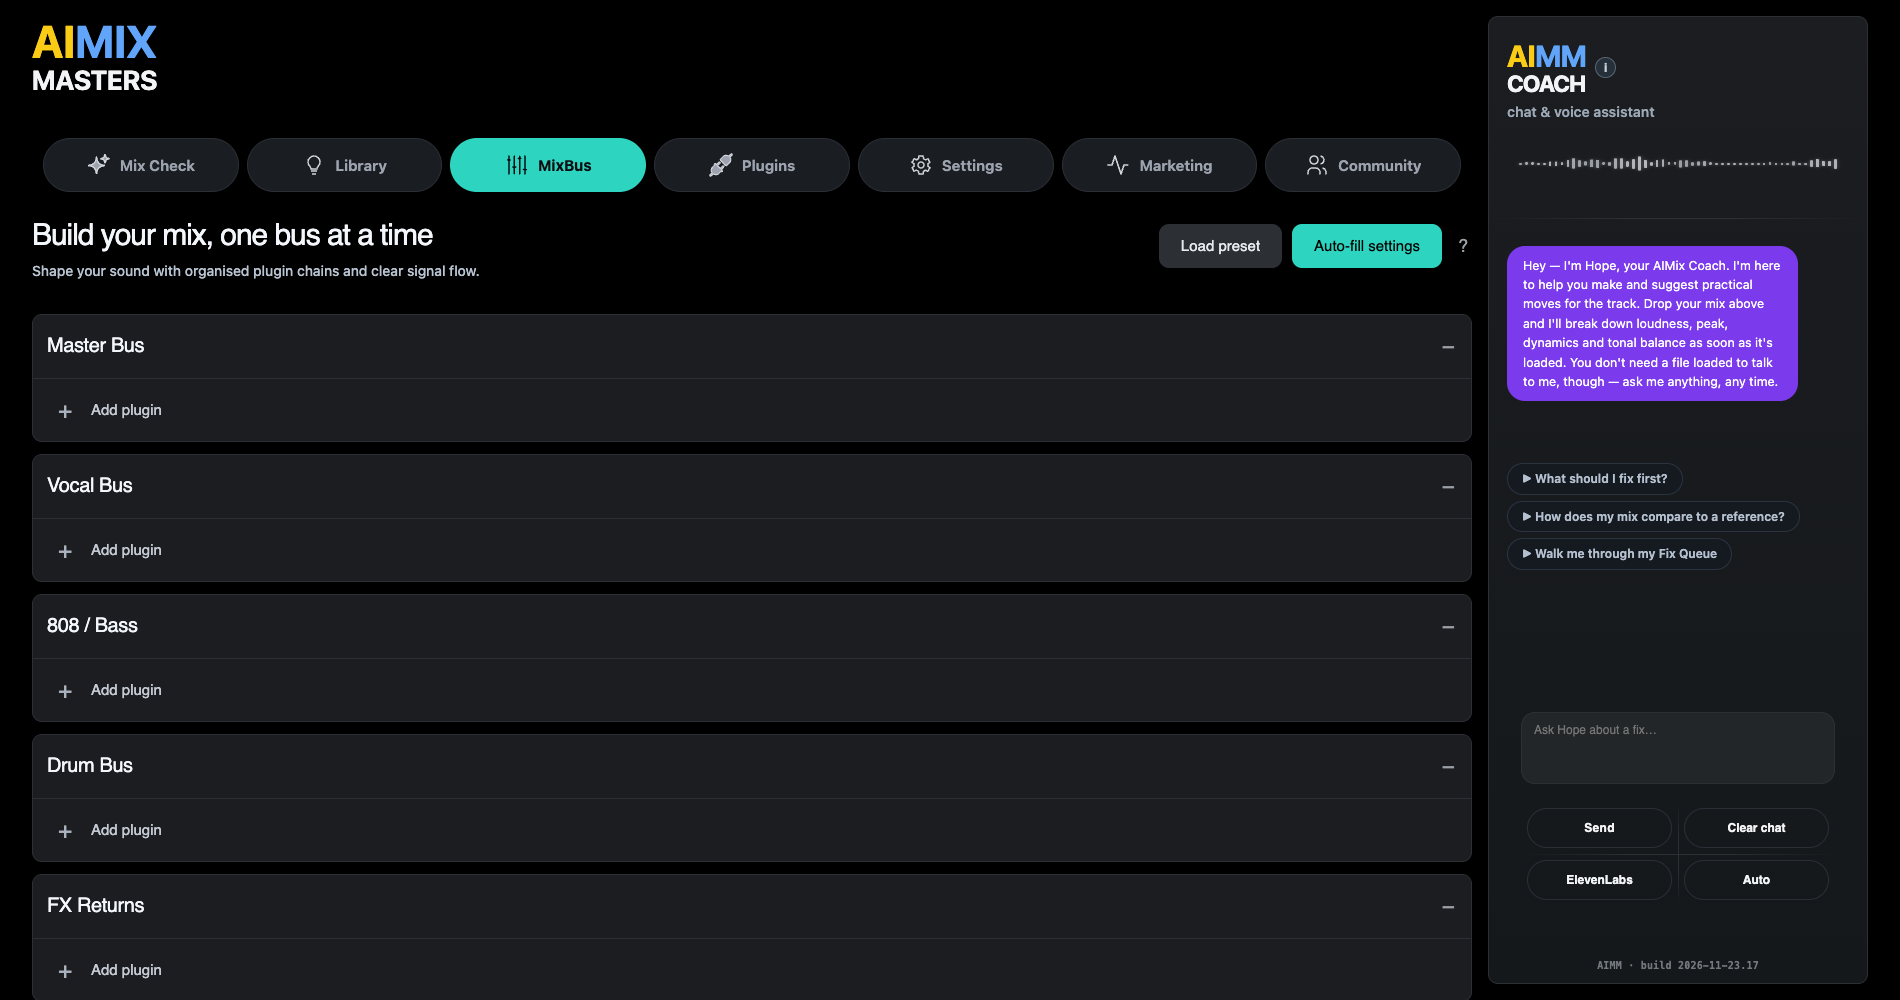 AIMIX
MASTERS
Mix Check
Library
MixBus
Plugins
Settings
Marketing
Community
Build your mix, one bus at a time
Shape your sound with organised plugin chains and clear signal flow.
Load preset
Auto-fill settings
?
Master Bus
Add plugin
Vocal Bus
Add plugin
808 / Bass
Add plugin
Drum Bus
Add plugin
FX Returns
Add plugin
AIMM
COACH
i
chat & voice assistant
Hey — I'm Hope, your AIMix Coach. I'm here
to help you make and suggest practical
moves for the track. Drop your mix above
and I'll break down loudness, peak,
dynamics and tonal balance as soon as it's
loaded. You don't need a file loaded to talk
to me, though — ask me anything, any time.
What should I fix first?
How does my mix compare to a reference?
Walk me through my Fix Queue
Ask Hope about a fix...
Send
Clear chat
ElevenLabs
Auto
AIMM · build 2026-11-23.17